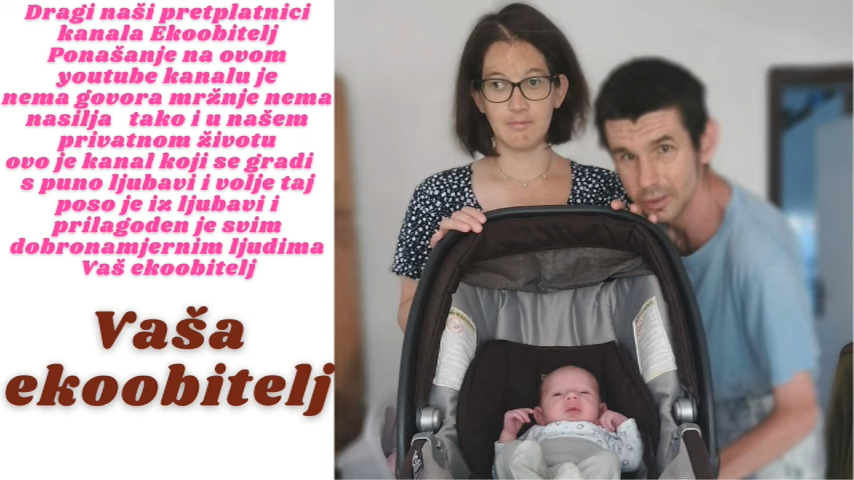 Dragi naši pretplatnici
kanala Ekoobitelj
Ponašanje na ovom
youtube kanalu je
nema govora mržnje nema
nasilja tako i u našem
privatnom životu
ovo je kanal koji se gradi
s puno ljubavi i volje taj
poso je iz ljubavi i
prilagođen je svim
dobronamjernim ljudima
Vaš ekoobitelj
Vaša
ekoobitelj